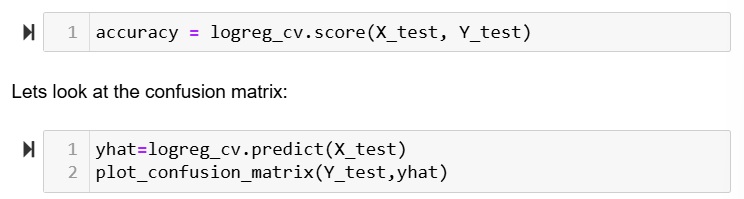 1 accuracy = logreg_cv.score(X_test, Y_test)
Lets look at the confusion matrix:
1 yhat=logreg_cv.predict(X_test)
2 plot_confusion_matrix(Y_test,yhat)